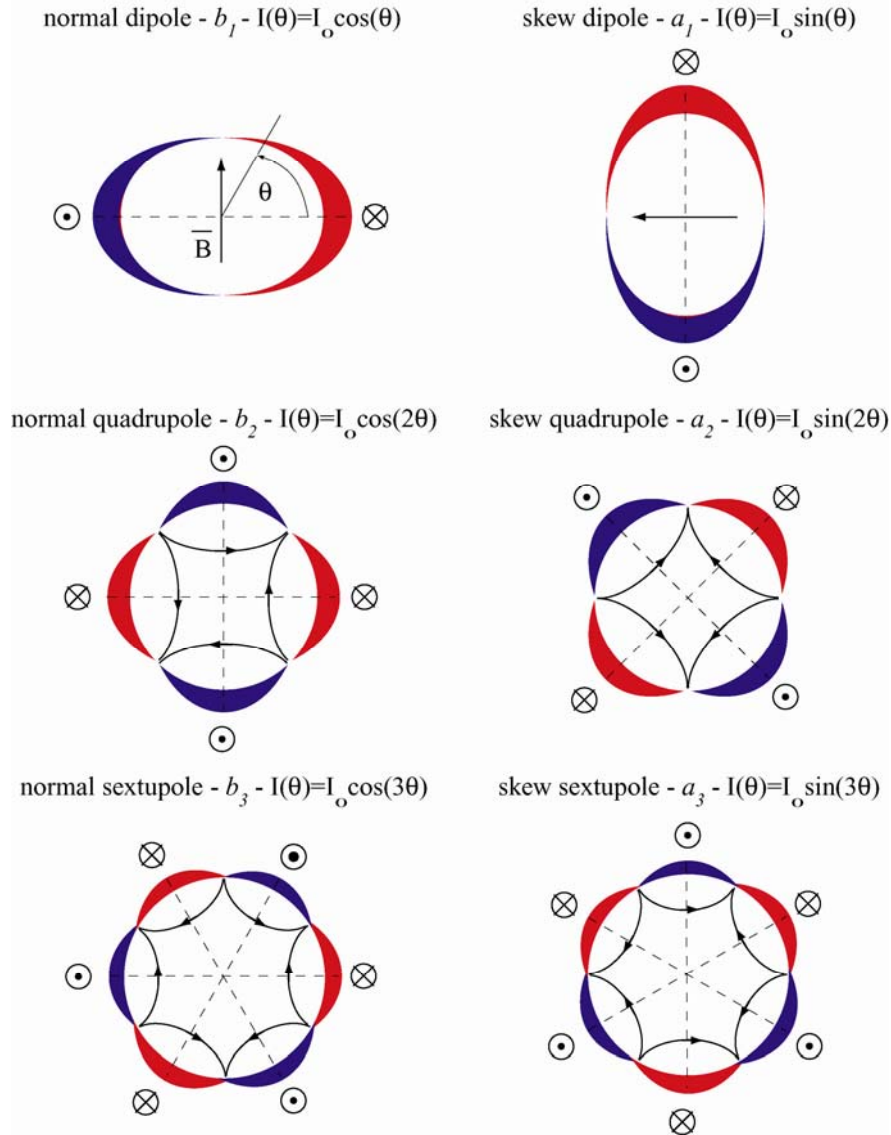 normal dipole - b₁ - I(θ)=Iₒcos(θ)
skew dipole - a₁ - I(θ)=Iₒsin(θ)
θ
B̅
normal quadrupole - b₂ - I(θ)=Iₒcos(2θ)
skew quadrupole - a₂ - I(θ)=Iₒsin(2θ)
normal sextupole - b₃ - I(θ)=Iₒcos(3θ)
skew sextupole - a₃ - I(θ)=Iₒsin(3θ)